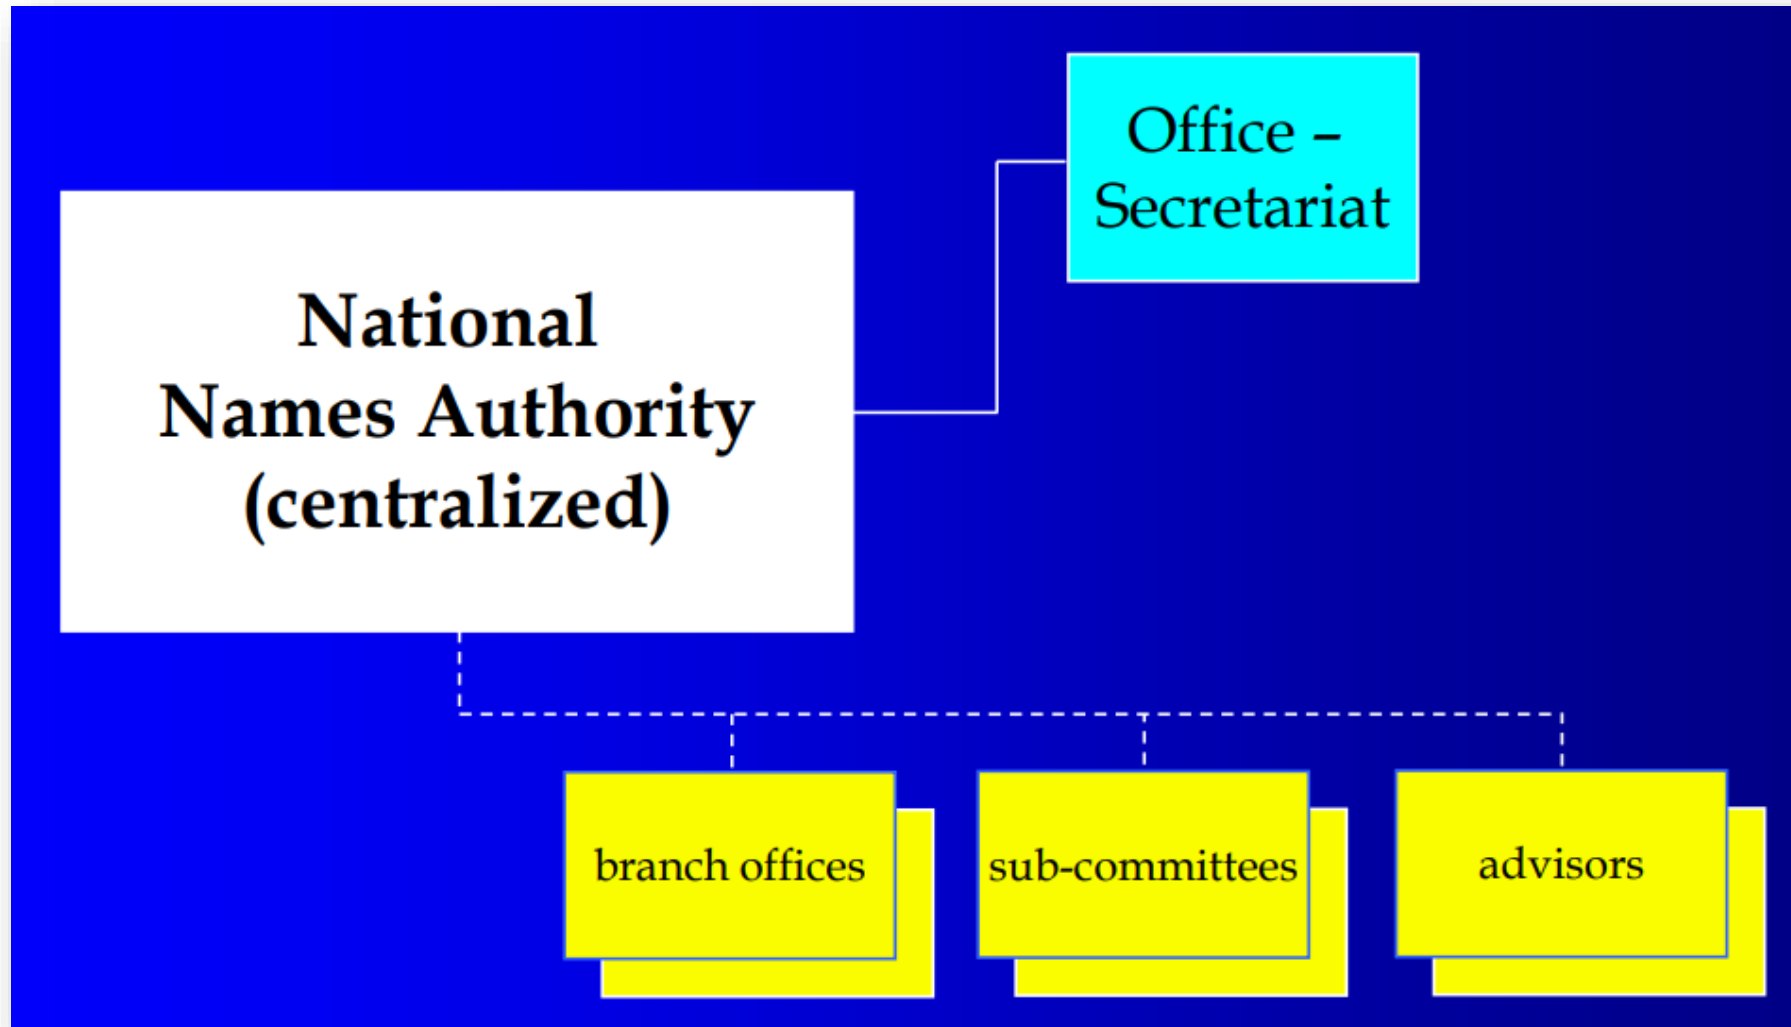 Office –
Secretariat
National
Names Authority
(centralized)
branch offices
sub-committees
advisors